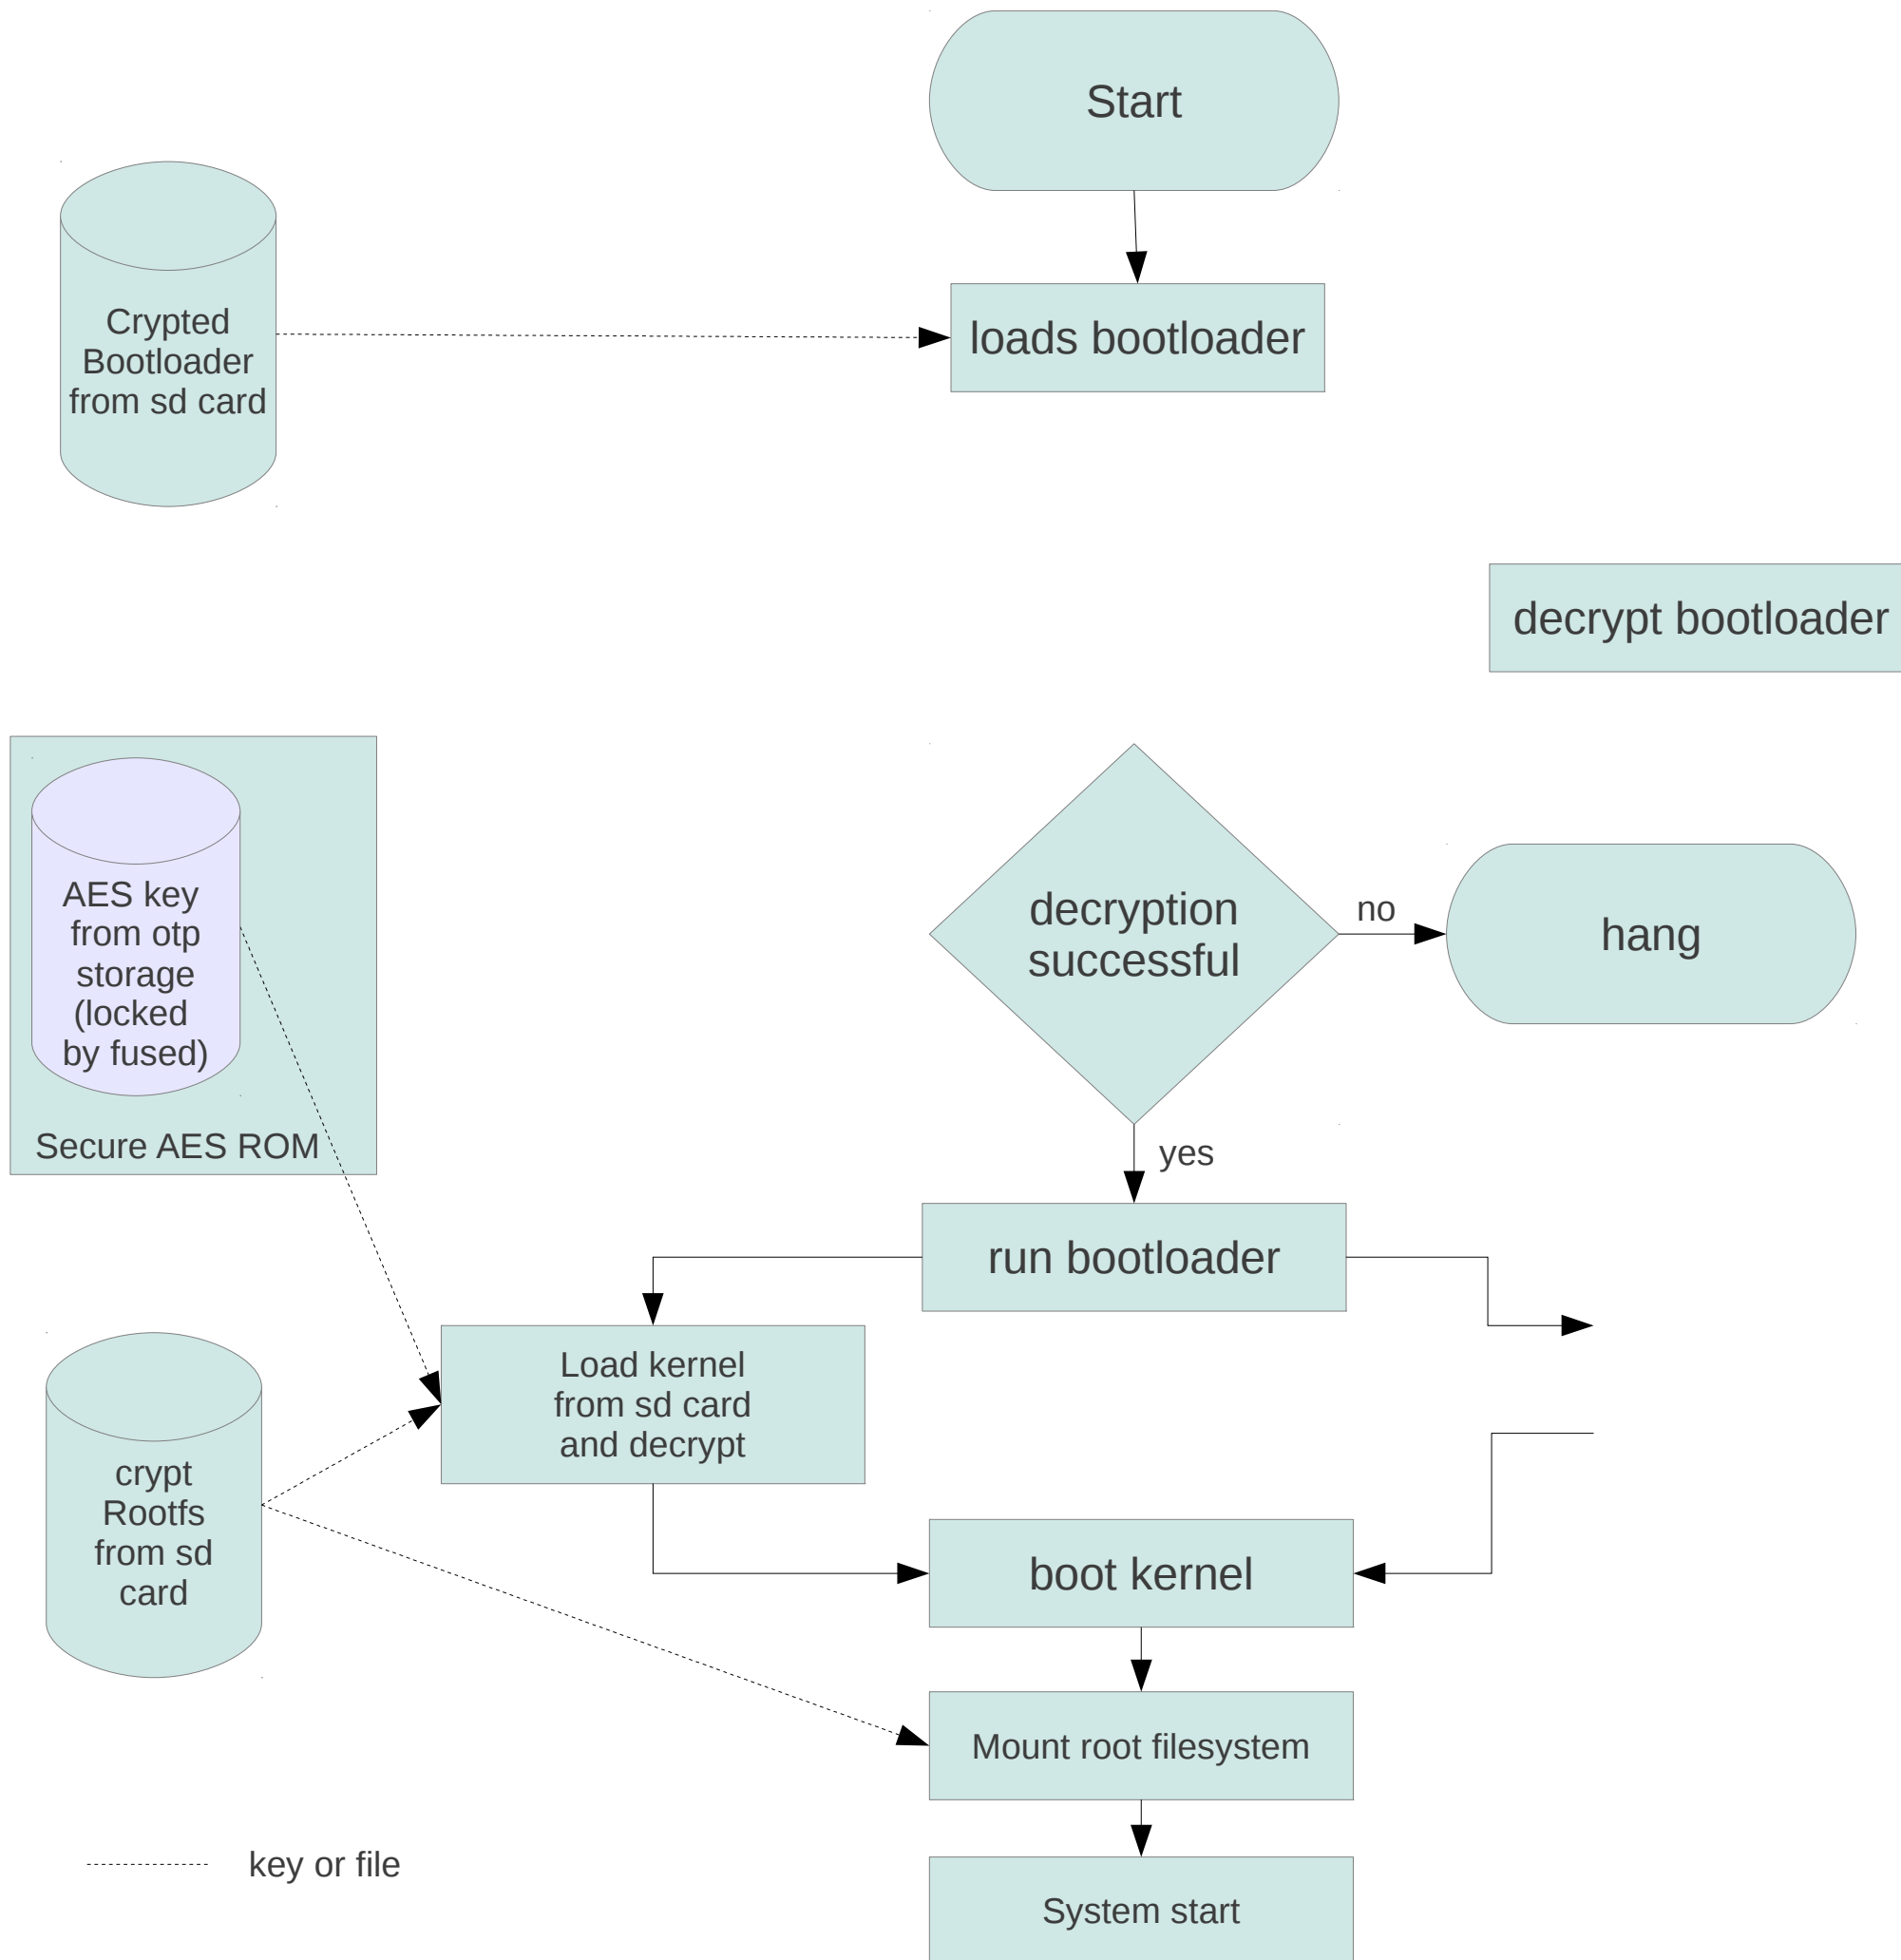 Start
Crypted
Bootloader
from sd card
loads bootloader
decrypt bootloader
AES key
from otp
storage
(locked
by fused)
Secure AES ROM
decryption
successful
no
hang
yes
run bootloader
Load kernel
from sd card
and decrypt
crypt
Rootfs
from sd
card
boot kernel
Mount root filesystem
key or file
System start